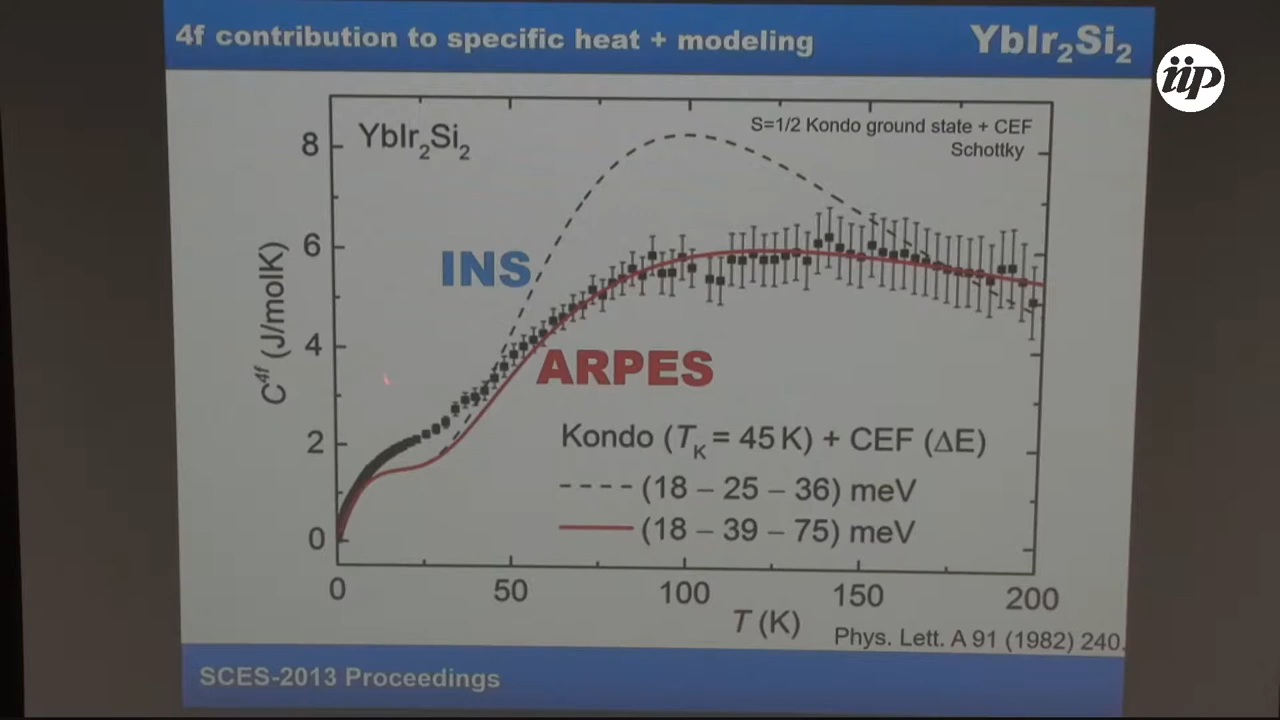 4f contribution to specific heat + modeling
YbIr₂Si₂
iip
YbIr₂Si₂
S=1/2 Kondo ground state + CEF
Schottky
8
6
4
2
0
C⁴ᶠ (J/molK)
INS
ARPES
Kondo (T_K = 45 K) + CEF (ΔE)
(18 – 25 – 36) meV
(18 – 39 – 75) meV
0
50
100
150
200
T (K)
Phys. Lett. A 91 (1982) 240.
SCES-2013 Proceedings